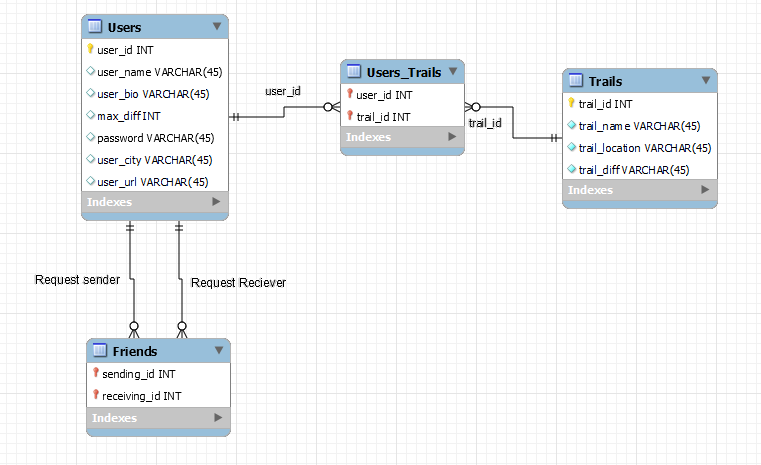 Users
user_id INT
user_name VARCHAR(45)
user_bio VARCHAR(45)
max_diff INT
password VARCHAR(45)
user_city VARCHAR(45)
user_url VARCHAR(45)
Indexes
user_id
Users_Trails
user_id INT
trail_id INT
Indexes
trail_id
Trails
trail_id INT
trail_name VARCHAR(45)
trail_location VARCHAR(45)
trail_diff VARCHAR(45)
Indexes
Request sender
Request Reciever
Friends
sending_id INT
receiving_id INT
Indexes